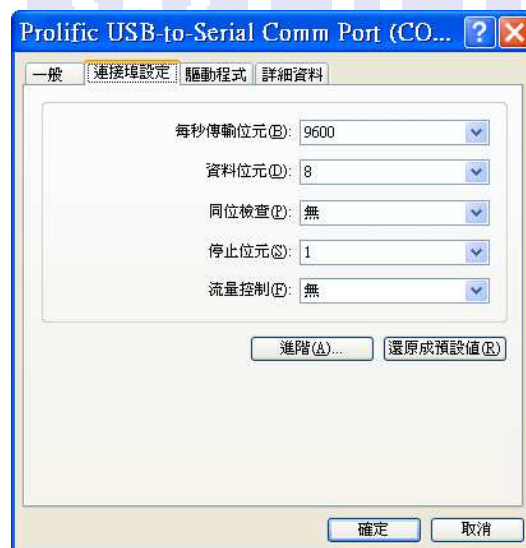 Prolific USB-to-Serial Comm Port (CO...
一般 連接埠設定 驅動程式 詳細資料
每秒傳輸位元(B): 9600
資料位元(D): 8
同位檢查(P): 無
停止位元(S): 1
流量控制(F): 無
進階(A)... 還原成預設值(R)
確定 取消